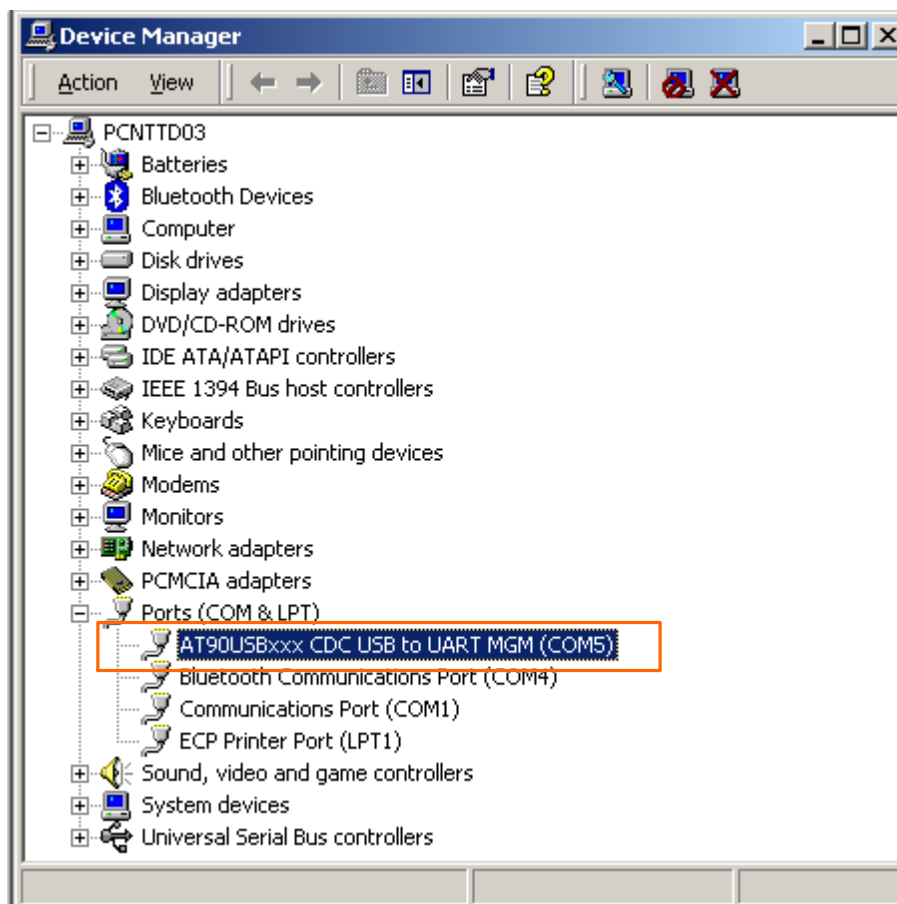 Device Manager
Action View
PCNTTD03
Batteries
Bluetooth Devices
Computer
Disk drives
Display adapters
DVD/CD-ROM drives
IDE ATA/ATAPI controllers
IEEE 1394 Bus host controllers
Keyboards
Mice and other pointing devices
Modems
Monitors
Network adapters
PCMCIA adapters
Ports (COM & LPT)
AT90USBxxx CDC USB to UART MGM (COM5)
Bluetooth Communications Port (COM4)
Communications Port (COM1)
ECP Printer Port (LPT1)
Sound, video and game controllers
System devices
Universal Serial Bus controllers